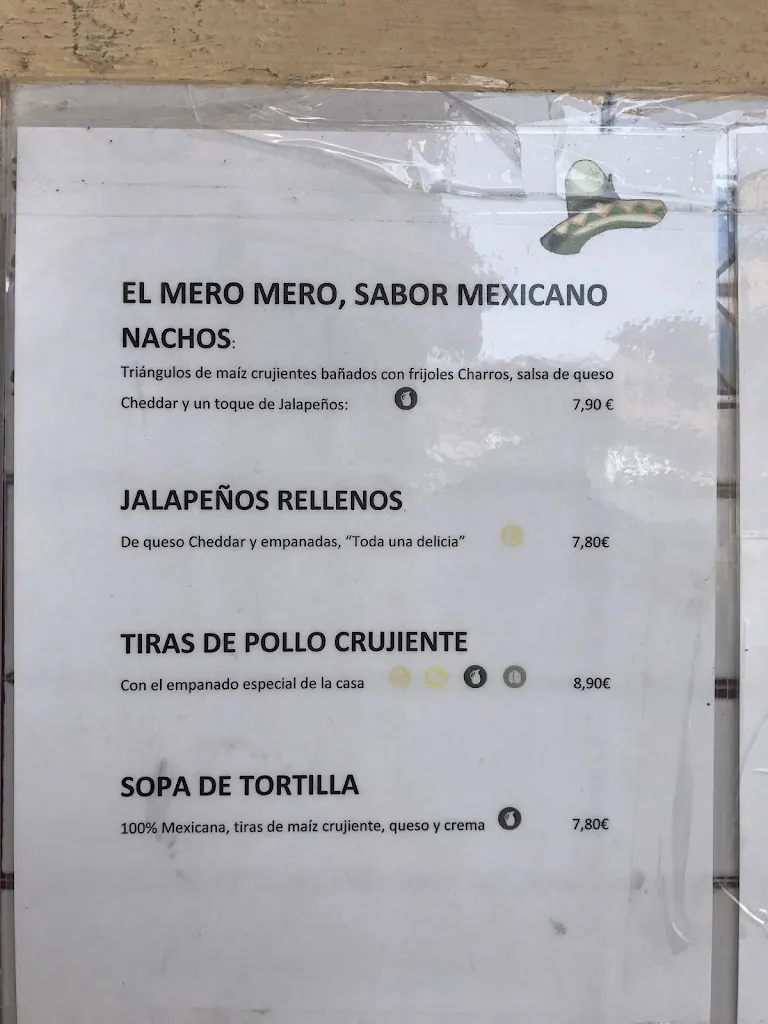 EL MERO MERO, SABOR MEXICANO
NACHOS:
Triángulos de maíz crujientes bañados con frijoles Charros, salsa de queso
Cheddar y un toque de Jalapeños: 7,90 €
JALAPEÑOS RELLENOS
De queso Cheddar y empanadas, “Toda una delicia” 7,80€
TIRAS DE POLLO CRUJIENTE
Con el empanado especial de la casa 8,90€
SOPA DE TORTILLA
100% Mexicana, tiras de maíz crujiente, queso y crema 7,80€